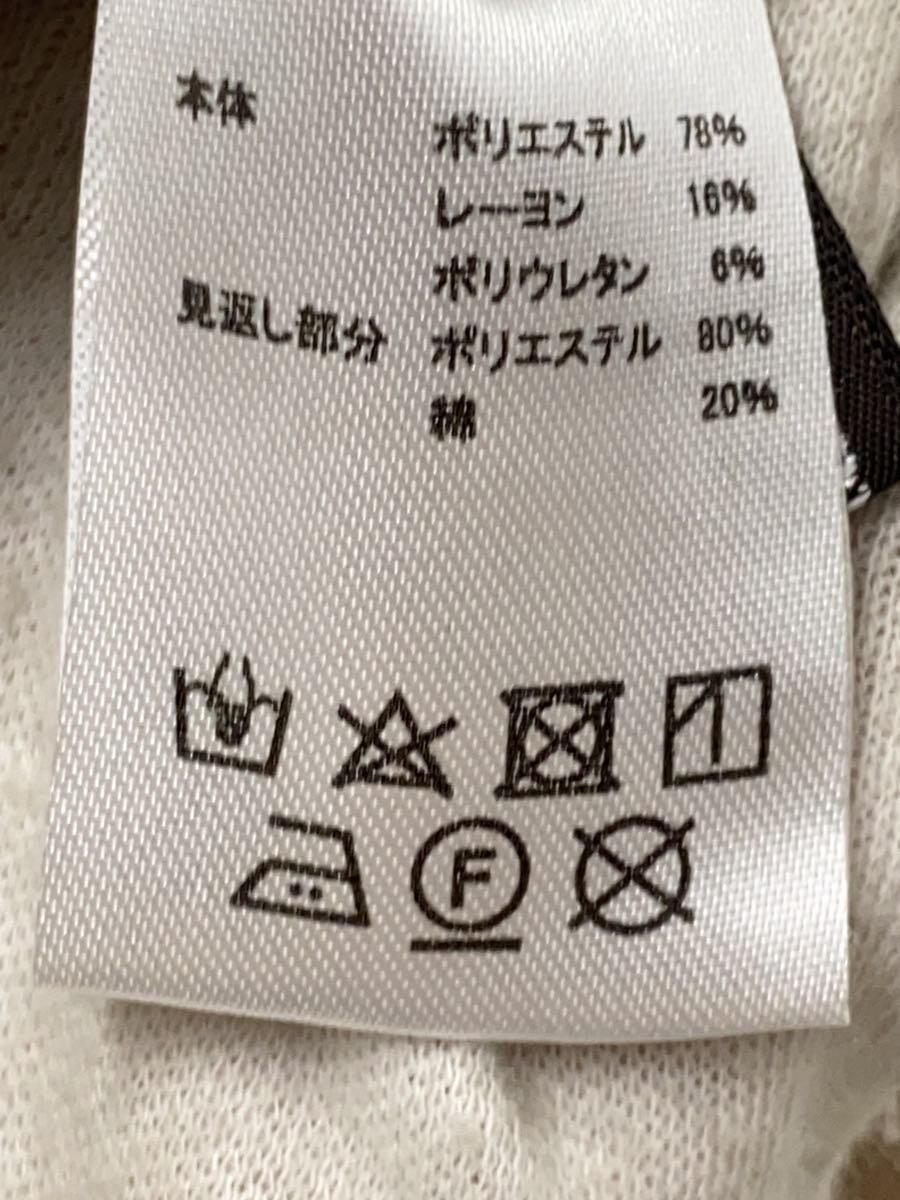 本体
ポリエステル 78%
レーヨン 16%
ポリウレタン 6%
見返し部分 ポリエステル 80%
綿 20%
F